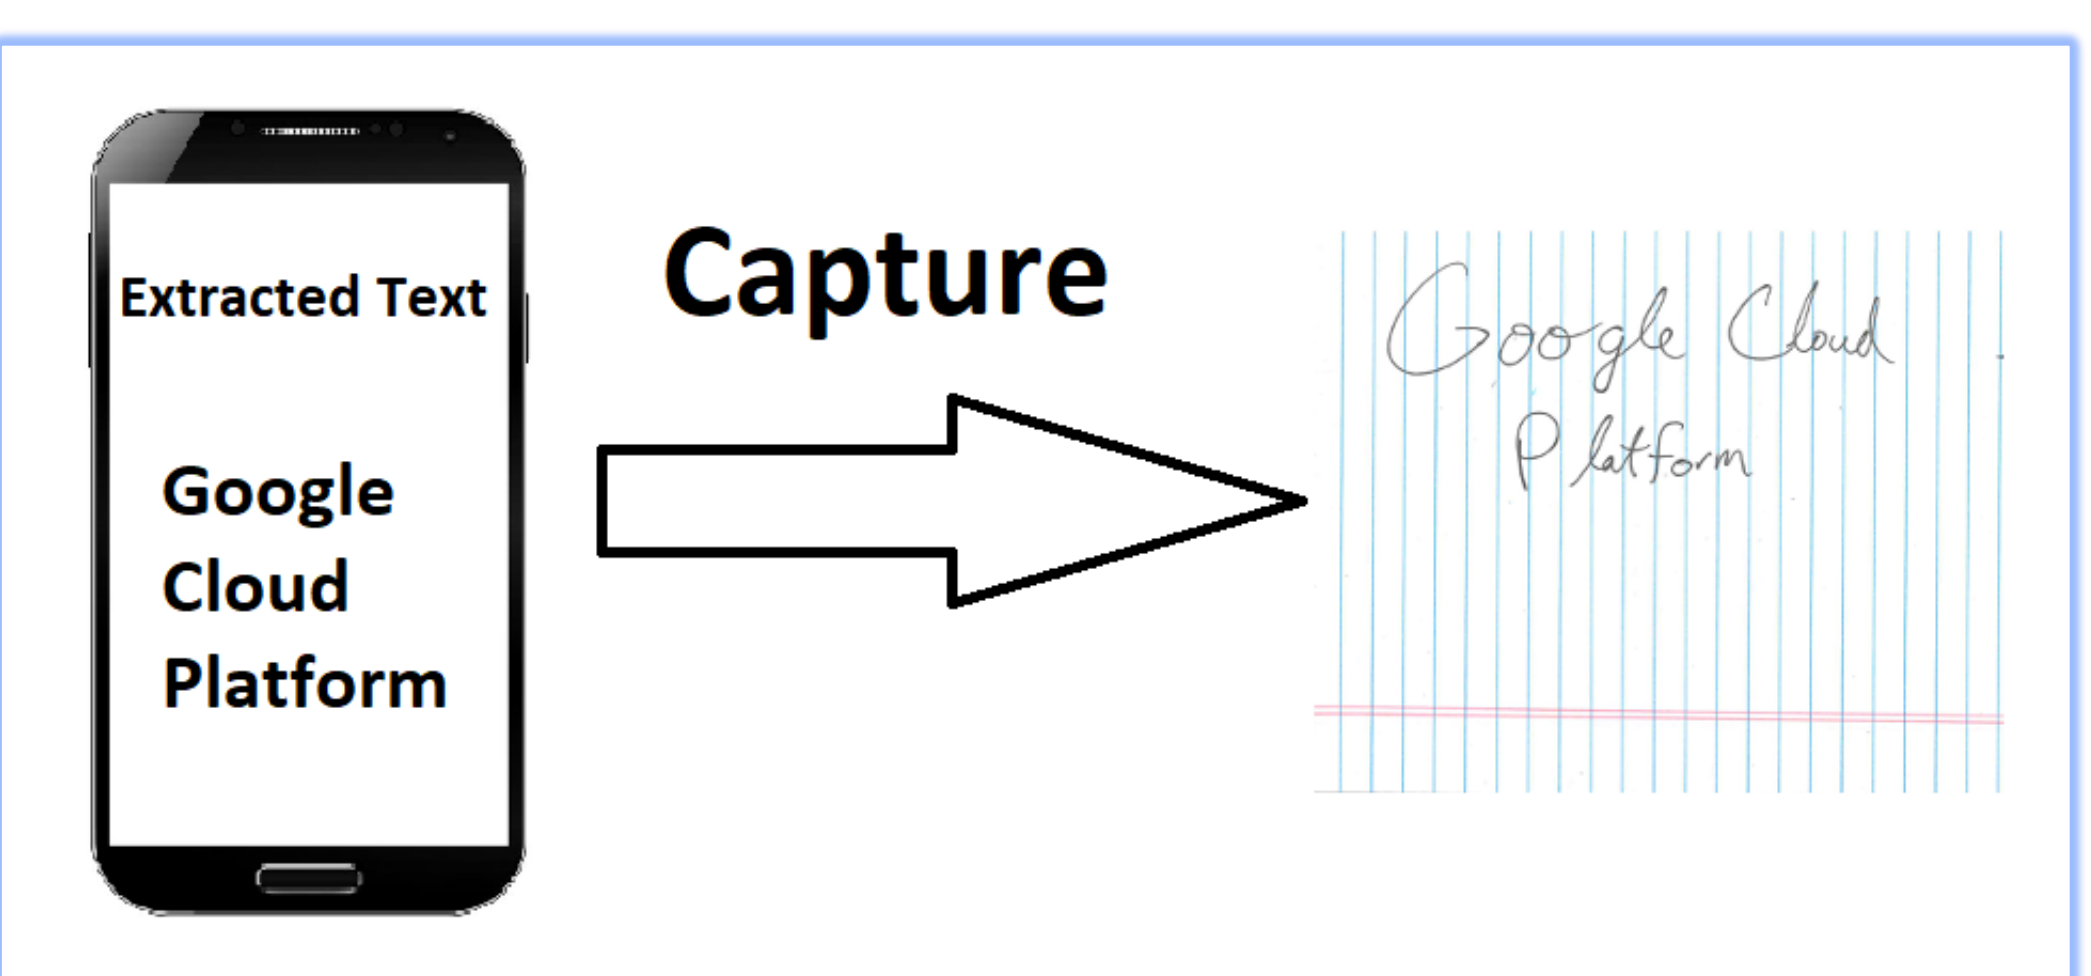 Extracted Text
Google
Cloud
Platform
Capture
Google Cloud
Platform